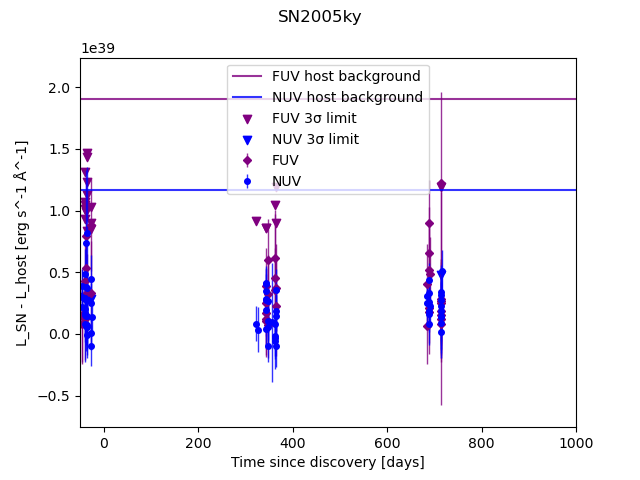 SN2005ky
1e39
FUV host background
NUV host background
FUV 3σ limit
NUV 3σ limit
FUV
NUV
2.0
1.5
1.0
0.5
0.0
−0.5
L_SN - L_host [erg s^-1 Å^-1]
0
200
400
600
800
1000
Time since discovery [days]